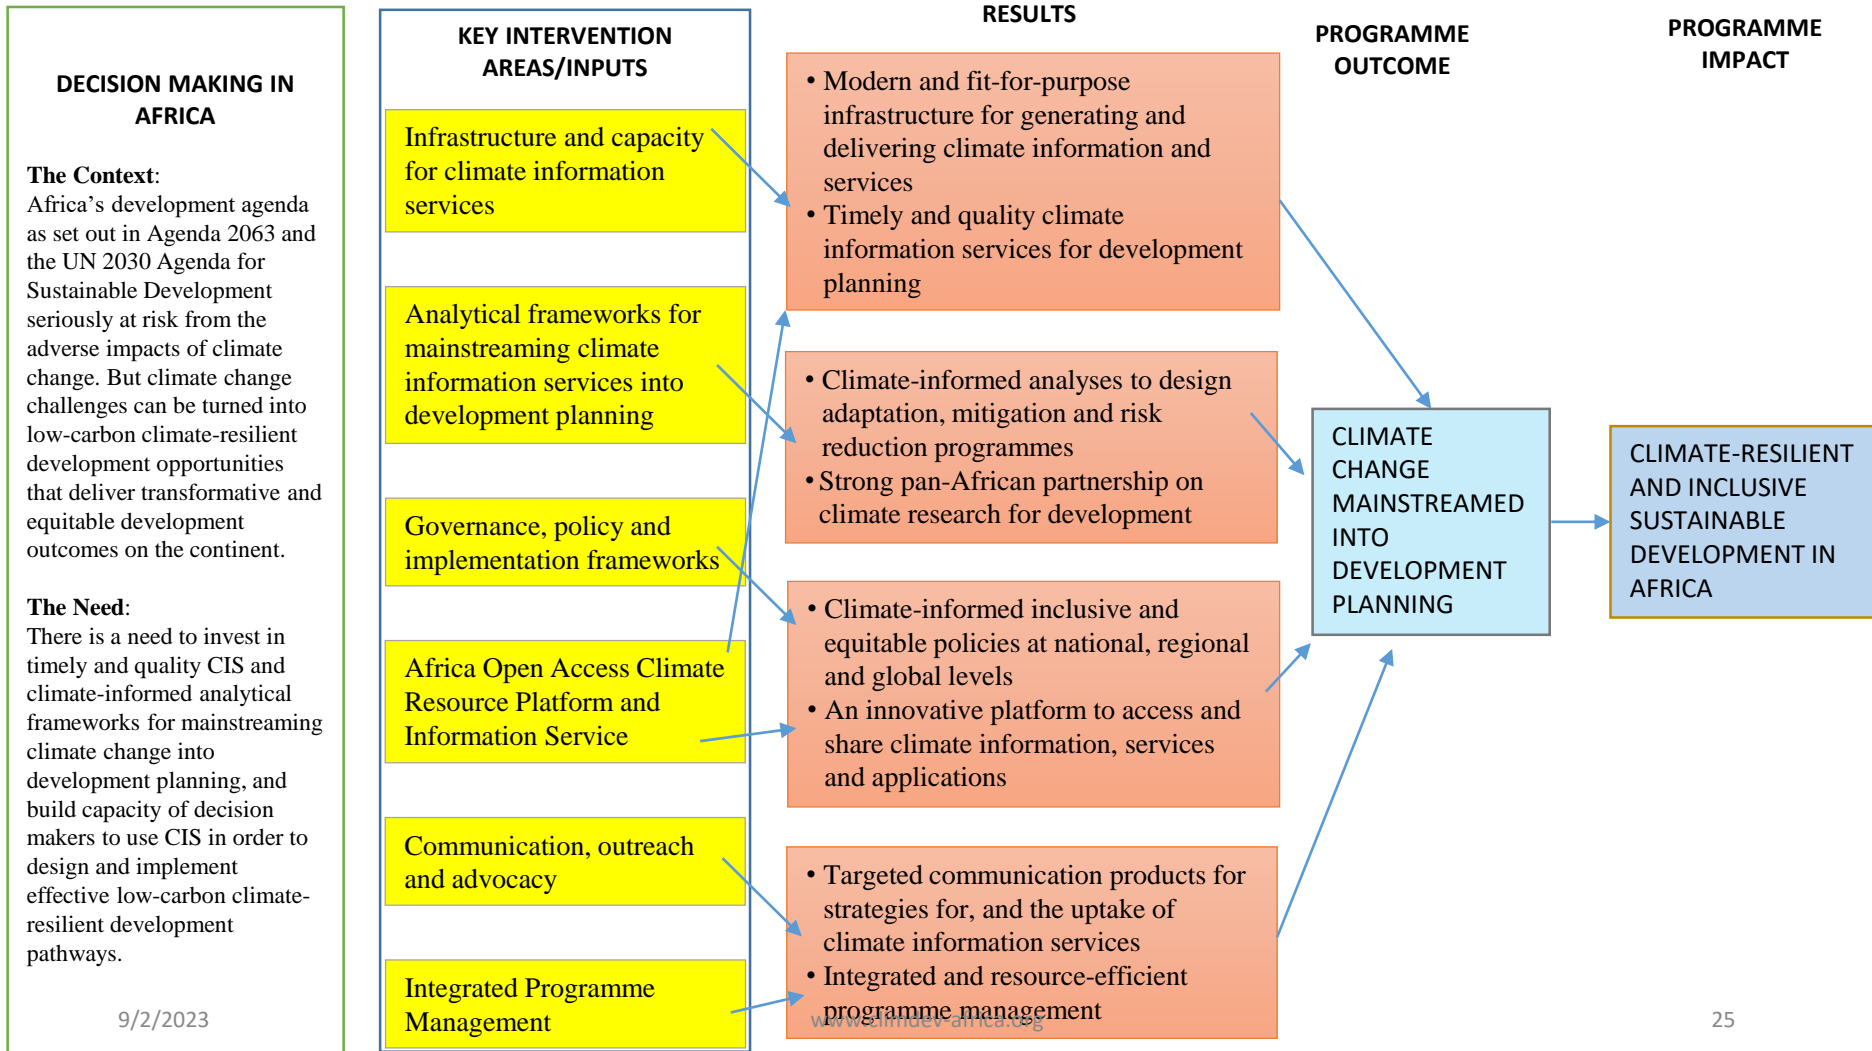 DECISION MAKING IN
AFRICA
The Context:
Africa’s development agenda
as set out in Agenda 2063 and
the UN 2030 Agenda for
Sustainable Development
seriously at risk from the
adverse impacts of climate
change. But climate change
challenges can be turned into
low-carbon climate-resilient
development opportunities
that deliver transformative and
equitable development
outcomes on the continent.
The Need:
There is a need to invest in
timely and quality CIS and
climate-informed analytical
frameworks for mainstreaming
climate change into
development planning, and
build capacity of decision
makers to use CIS in order to
design and implement
effective low-carbon climate-
resilient development
pathways.
KEY INTERVENTION
AREAS/INPUTS
Infrastructure and capacity
for climate information
services
Analytical frameworks for
mainstreaming climate
information services into
development planning
Governance, policy and
implementation frameworks
Africa Open Access Climate
Resource Platform and
Information Service
Communication, outreach
and advocacy
Integrated Programme
Management
RESULTS
• Modern and fit-for-purpose
infrastructure for generating and
delivering climate information and
services
• Timely and quality climate
information services for development
planning
• Climate-informed analyses to design
adaptation, mitigation and risk
reduction programmes
• Strong pan-African partnership on
climate research for development
• Climate-informed inclusive and
equitable policies at national, regional
and global levels
• An innovative platform to access and
share climate information, services
and applications
• Targeted communication products for
strategies for, and the uptake of
climate information services
• Integrated and resource-efficient
programme management
PROGRAMME
OUTCOME
CLIMATE
CHANGE
MAINSTREAMED
INTO
DEVELOPMENT
PLANNING
PROGRAMME
IMPACT
CLIMATE-RESILIENT
AND INCLUSIVE
SUSTAINABLE
DEVELOPMENT IN
AFRICA
9/2/2023
www.climdev-africa.org
25